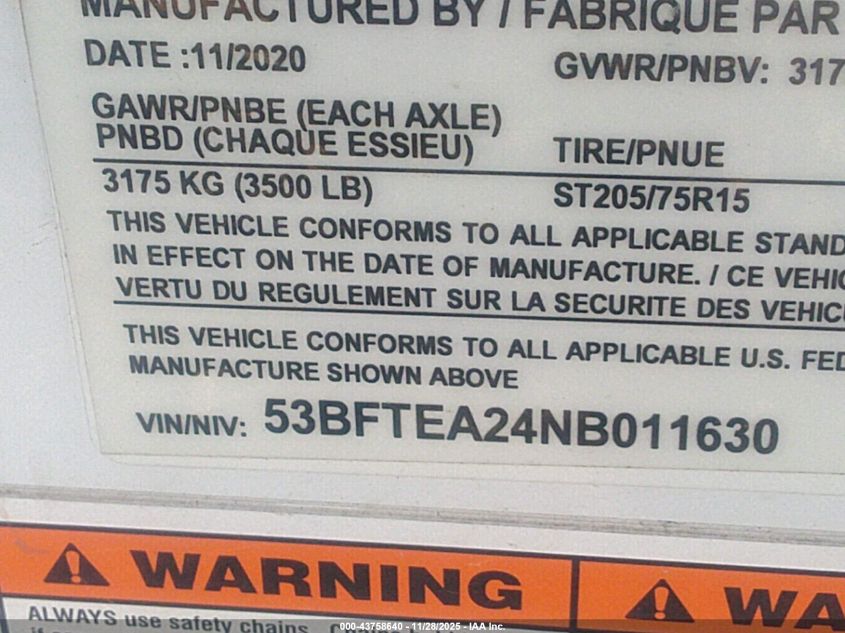 MANUFACTURED BY / FABRIQUE PAR
DATE :11/2020
GVWR/PNBV: 317
GAWR/PNBE (EACH AXLE)
PNBD (CHAQUE ESSIEU)
TIRE/PNUE
3175 KG (3500 LB)
ST205/75R15
THIS VEHICLE CONFORMS TO ALL APPLICABLE STAND
IN EFFECT ON THE DATE OF MANUFACTURE. / CE VEHIC
VERTU DU REGULEMENT SUR LA SECURITE DES VEHICU
THIS VEHICLE CONFORMS TO ALL APPLICABLE U.S. FED
MANUFACTURE SHOWN ABOVE
VIN/NIV: 53BFTEA24NB011630
WARNING
WA
ALWAYS use safety chains.
000-43758640 - 11/28/2025 - IAA Inc.